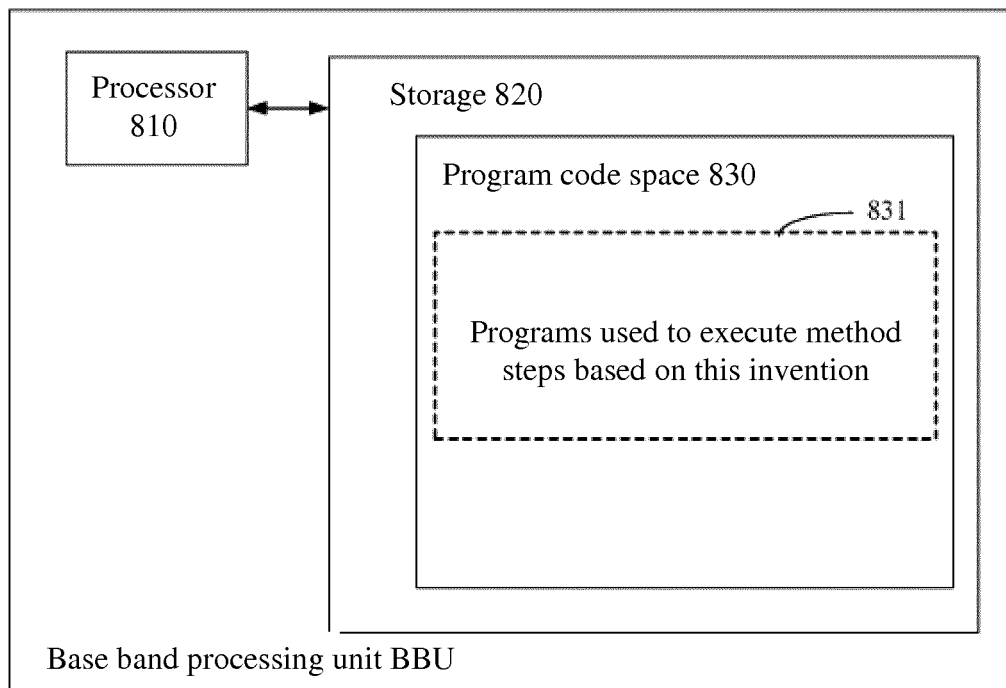 Processor
810
Storage 820
Program code space 830
831
Programs used to execute method
steps based on this invention
Base band processing unit BBU